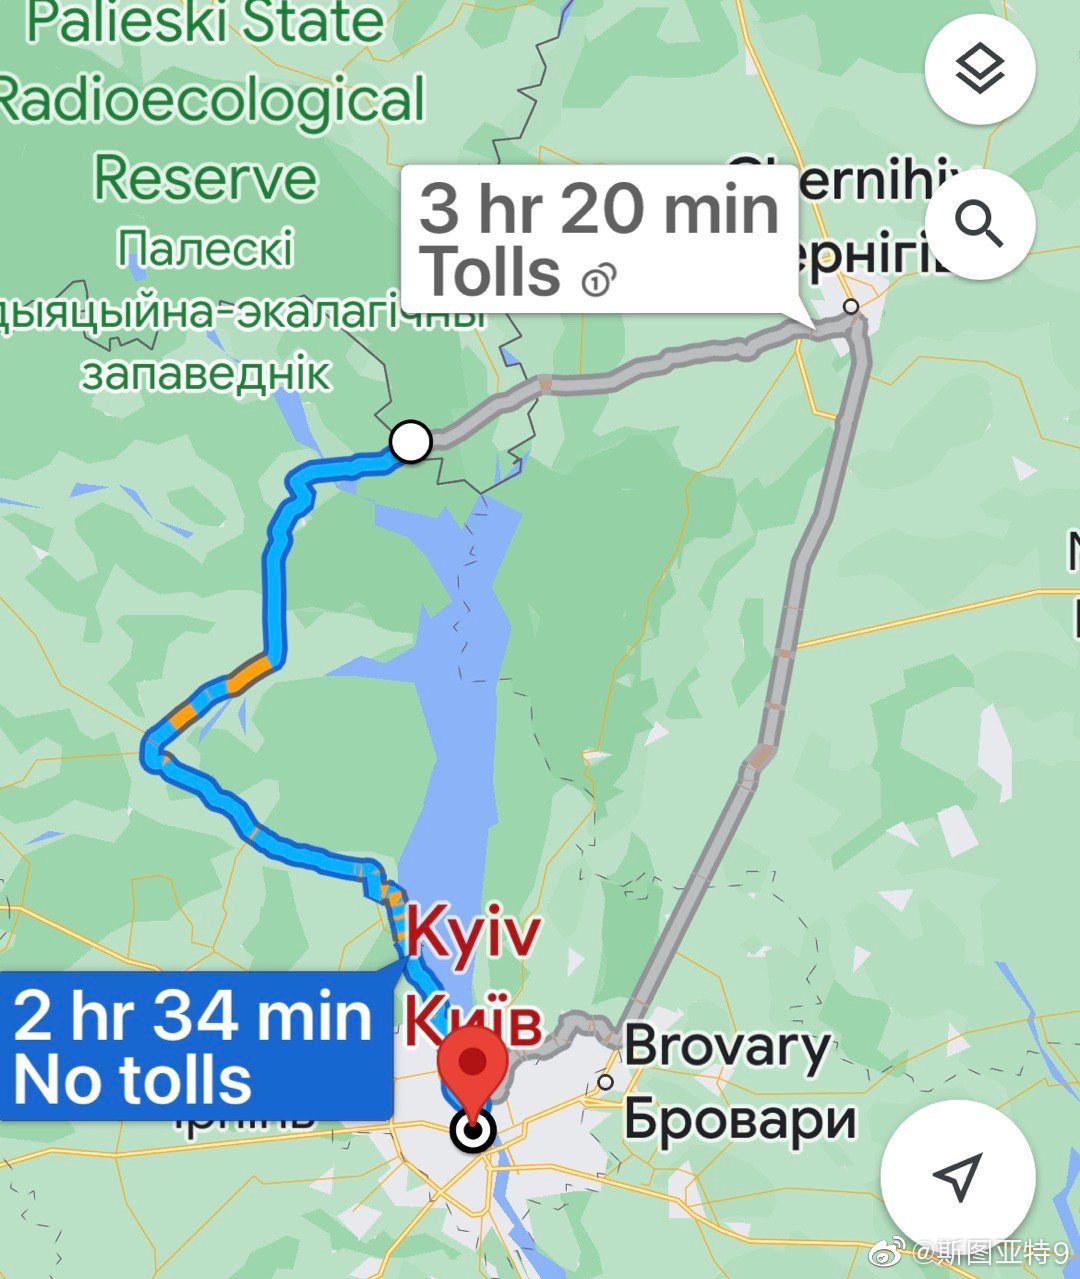 Palieski State
Radioecological
Reserve
Палескі
дыяцыйна-экалагічны
запаведнік
3 hr 20 min
Tolls
Chernihiv
ернігів
Kyiv
Київ
2 hr 34 min
No tolls
Brovary
Бровари
Ірпінь
N
@斯图亚特9